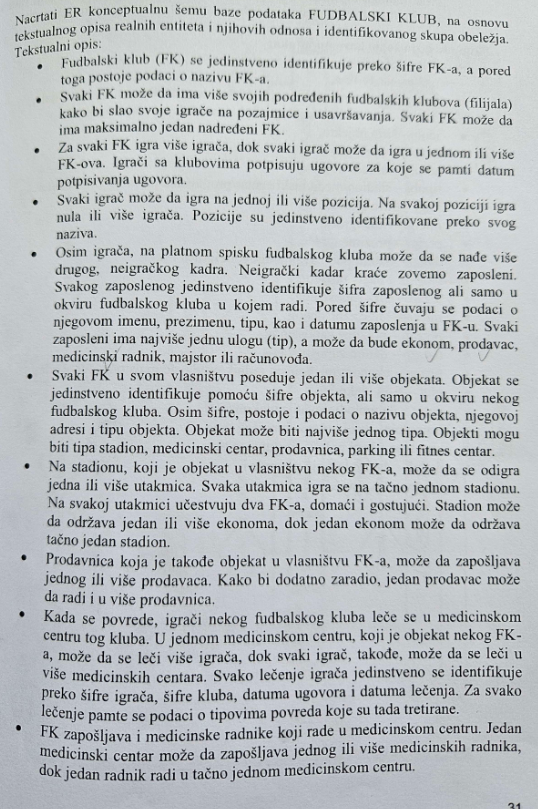 Nacrtati ER konceptualnu šemu baze podataka FUDBALSKI KLUB, na osnovu
tekstualnog opisa realnih entiteta i njihovih odnosa i identifikovanog skupa obeležja.
Tekstualni opis:
• Fudbalski klub (FK) se jedinstveno identifikuje preko šifre FK-a, a pored
toga postoje podaci o nazivu FK-a.
• Svaki FK može da ima više svojih podređenih fudbalskih klubova (filijala)
kako bi slao svoje igrače na pozajmice i usavršavanja. Svaki FK može da
ima maksimalno jedan nadređeni FK.
• Za svaki FK igra više igrača, dok svaki igrač može da igra u jednom ili više
FK-ova. Igrači sa klubovima potpisuju ugovore za koje se pamti datum
potpisivanja ugovora.
• Svaki igrač može da igra na jednoj ili više pozicija. Na svakoj poziciji igra
nula ili više igrača. Pozicije su jedinstveno identifikovane preko svog
naziva.
• Osim igrača, na platnom spisku fudbalskog kluba može da se nađe više
drugog, neigračkog kadra. Neigrački kadar kraće zovemo zaposleni.
Svakog zaposlenog jedinstveno identifikuje šifra zaposlenog ali samo u
okviru fudbalskog kluba u kojem radi. Pored šifre čuvaju se podaci o
njegovom imenu, prezimenu, tipu, kao i datumu zaposlenja u FK-u. Svaki
zaposleni ima najviše jednu ulogu (tip), a može da bude ekonom, prodavac,
medicinski radnik, majstor ili računovođa.
• Svaki FK u svom vlasništvu poseduje jedan ili više objekata. Objekat se
jedinstveno identifikuje pomoću šifre objekta, ali samo u okviru nekog
fudbalskog kluba. Osim šifre, postoje i podaci o nazivu objekta, njegovoj
adresi i tipu objekta. Objekat može biti najviše jednog tipa. Objekti mogu
biti tipa stadion, medicinski centar, prodavnica, parking ili fitnes centar.
• Na stadionu, koji je objekat u vlasništvu nekog FK-a, može da se odigra
jedna ili više utakmica. Svaka utakmica igra se na tačno jednom stadionu.
Na svakoj utakmici učestvuju dva FK-a, domaći i gostujući. Stadion može
da održava jedan ili više ekonoma, dok jedan ekonom može da održava
tačno jedan stadion.
• Prodavnica koja je takođe objekat u vlasništvu FK-a, može da zapošljava
jednog ili više prodavaca. Kako bi dodatno zaradio, jedan prodavac može
da radi i u više prodavnica.
• Kada se povrede, igrači nekog fudbalskog kluba leče se u medicinskom
centru tog kluba. U jednom medicinskom centru, koji je objekat nekog FK-
a, može da se leči više igrača, dok svaki igrač, takođe, može da se leči u
više medicinskih centara. Svako lečenje igrača jedinstveno se identifikuje
preko šifre igrača, šifre kluba, datuma ugovora i datuma lečenja. Za svako
lečenje pamte se podaci o tipovima povreda koje su tada tretirane.
• FK zapošljava i medicinske radnike koji rade u medicinskom centru. Jedan
medicinski centar može da zapošljava jednog ili više medicinskih radnika,
dok jedan radnik radi u tačno jednom medicinskom centru.
31